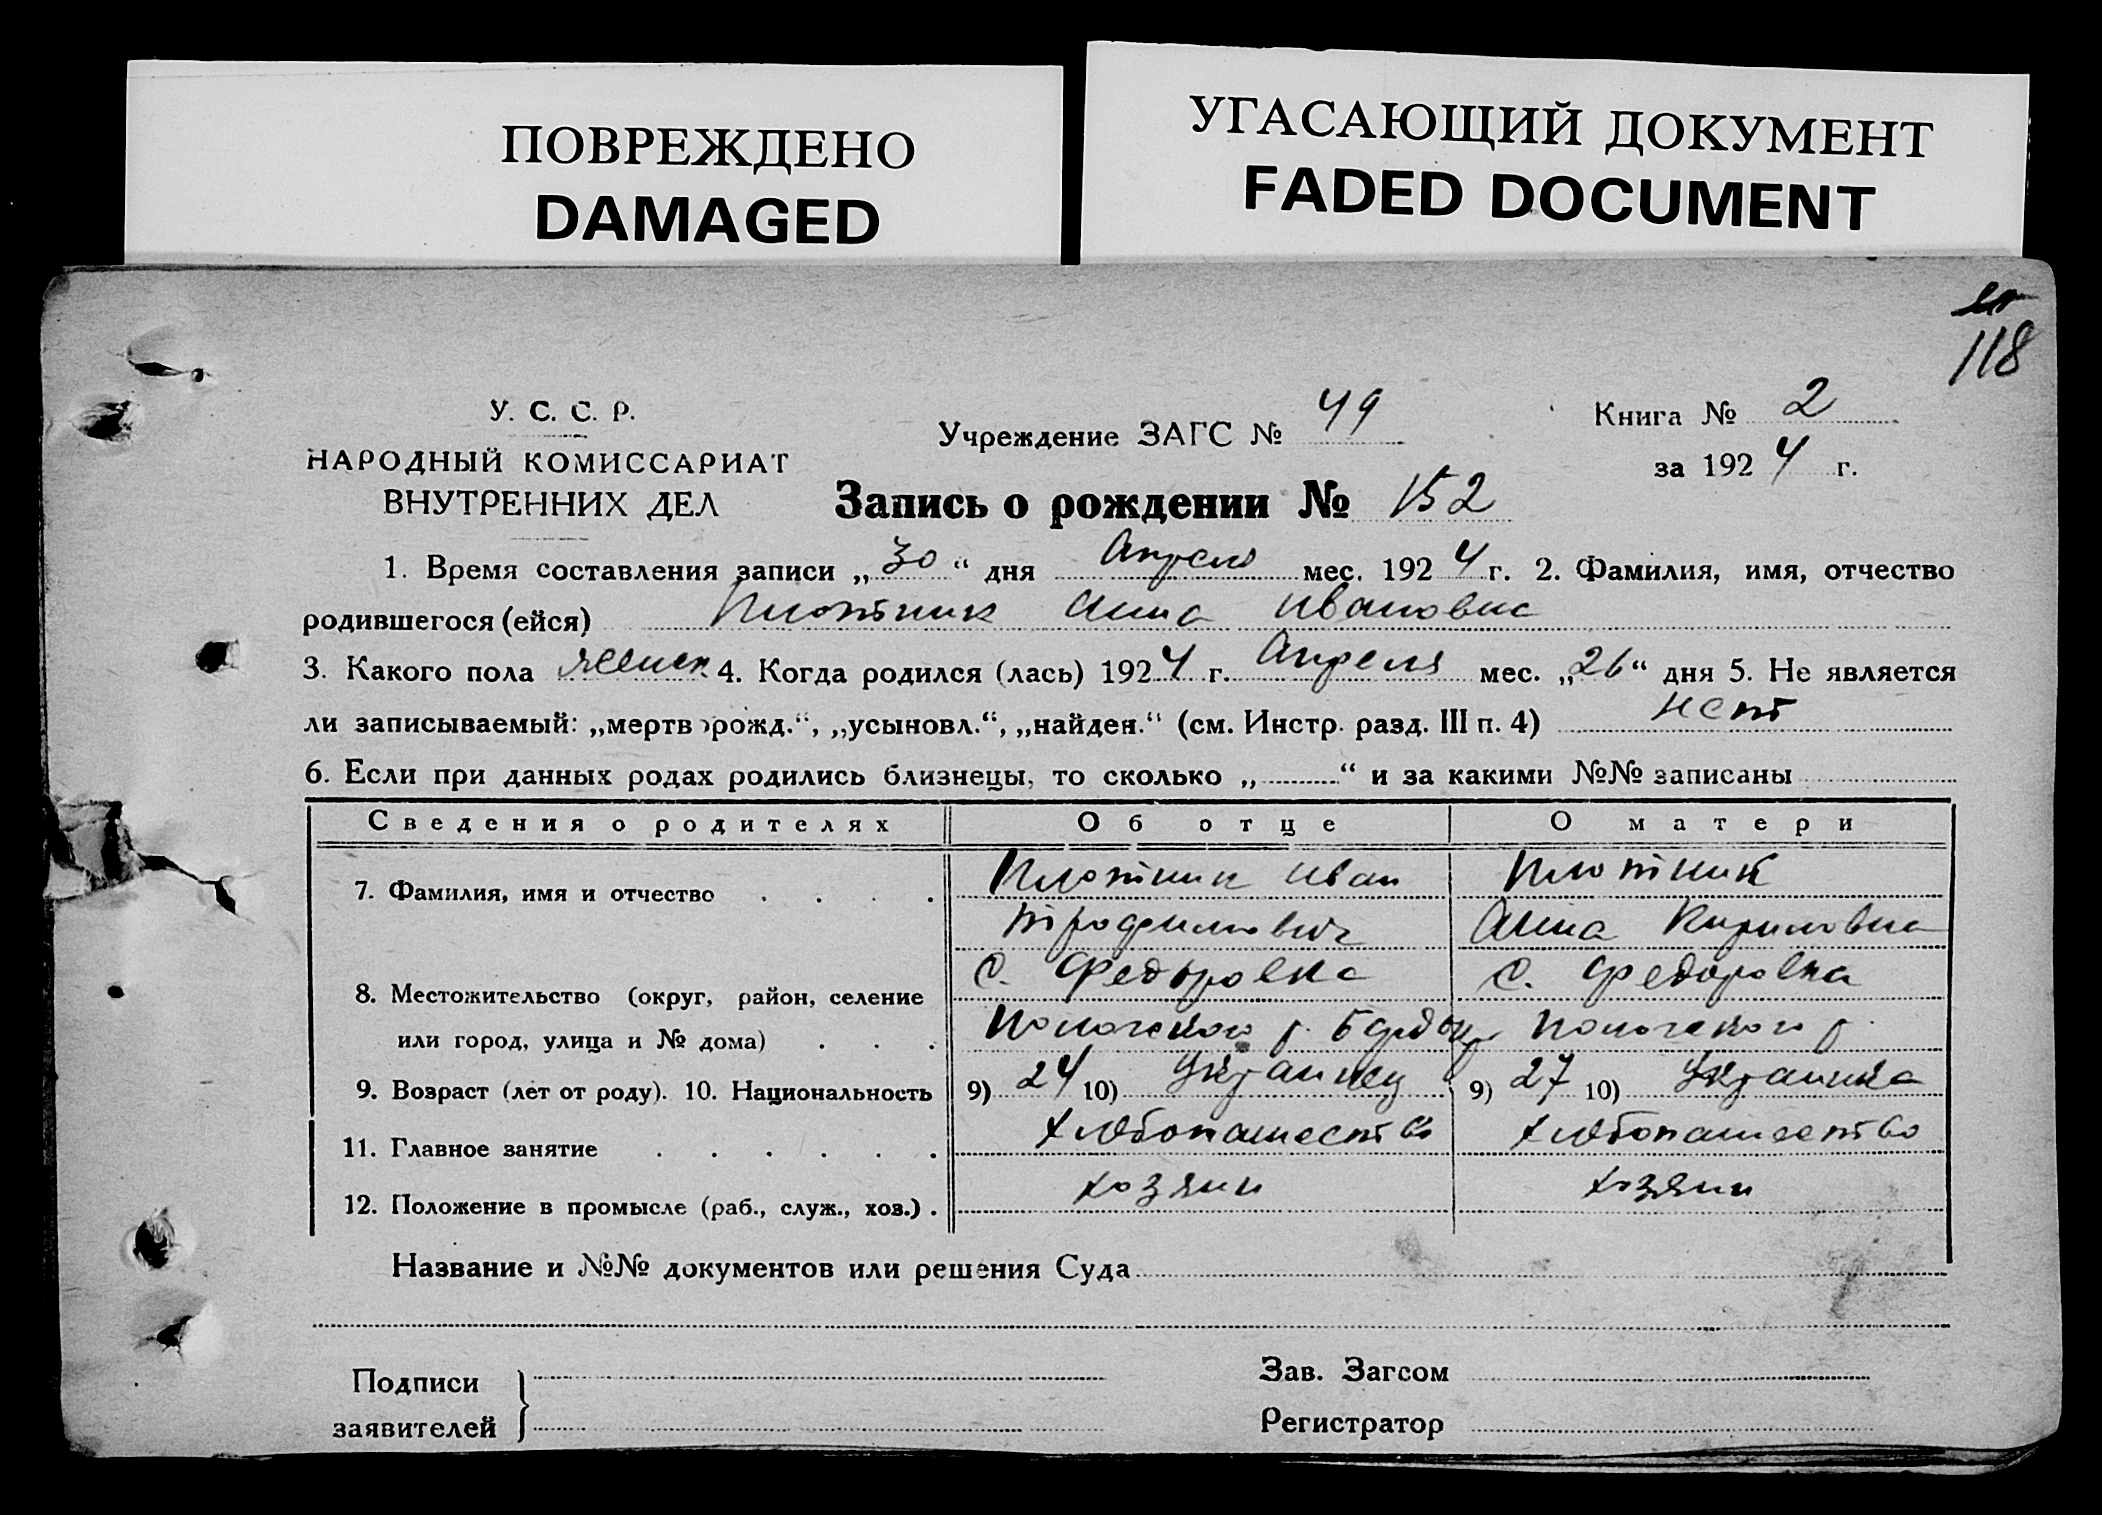 ПОВРЕЖДЕНО
DAMAGED
УГАСАЮЩИЙ ДОКУМЕНТ
FADED DOCUMENT
118
У. С. С. Р.
НАРОДНЫЙ КОМИССАРИАТ
ВНУТРЕННИХ ДЕЛ
Учреждение ЗАГС № 49
Книга № 2
за 1924 г.
Запись о рождении № 152
1. Время составления записи „30“ дня Апреля мес. 1924 г. 2. Фамилия, имя, отчество
родившегося (ейся) Плотник Анна Ивановна
3. Какого пола женск 4. Когда родился (лась) 1924 г. Апреля мес. „26“ дня 5. Не является
ли записываемый: „мертворожд.“, „усыновл.“, „найден.“ (см. Инстр. разд. III п. 4) нет
6. Если при данных родах родились близнецы, то сколько „ “ и за какими №№ записаны
Сведения о родителях Об отце О матери
7. Фамилия, имя и отчество Плотник Иван Плотник
Трофимович Анна Кириловна
8. Местожительство (округ, район, селение с. Федоровка с. Федоровка
или город, улица и № дома) Пологского р. Пологского р.
9. Возраст (лет от роду). 10. Национальность 9) 24 10) Украинец 9) 27 10) Украинка
11. Главное занятие хлебопашество хлебопашество
12. Положение в промысле (раб., служ., хоз.) хозяин хозяин
Название и №№ документов или решения Суда
Подписи
заявителей
Зав. Загсом
Регистратор